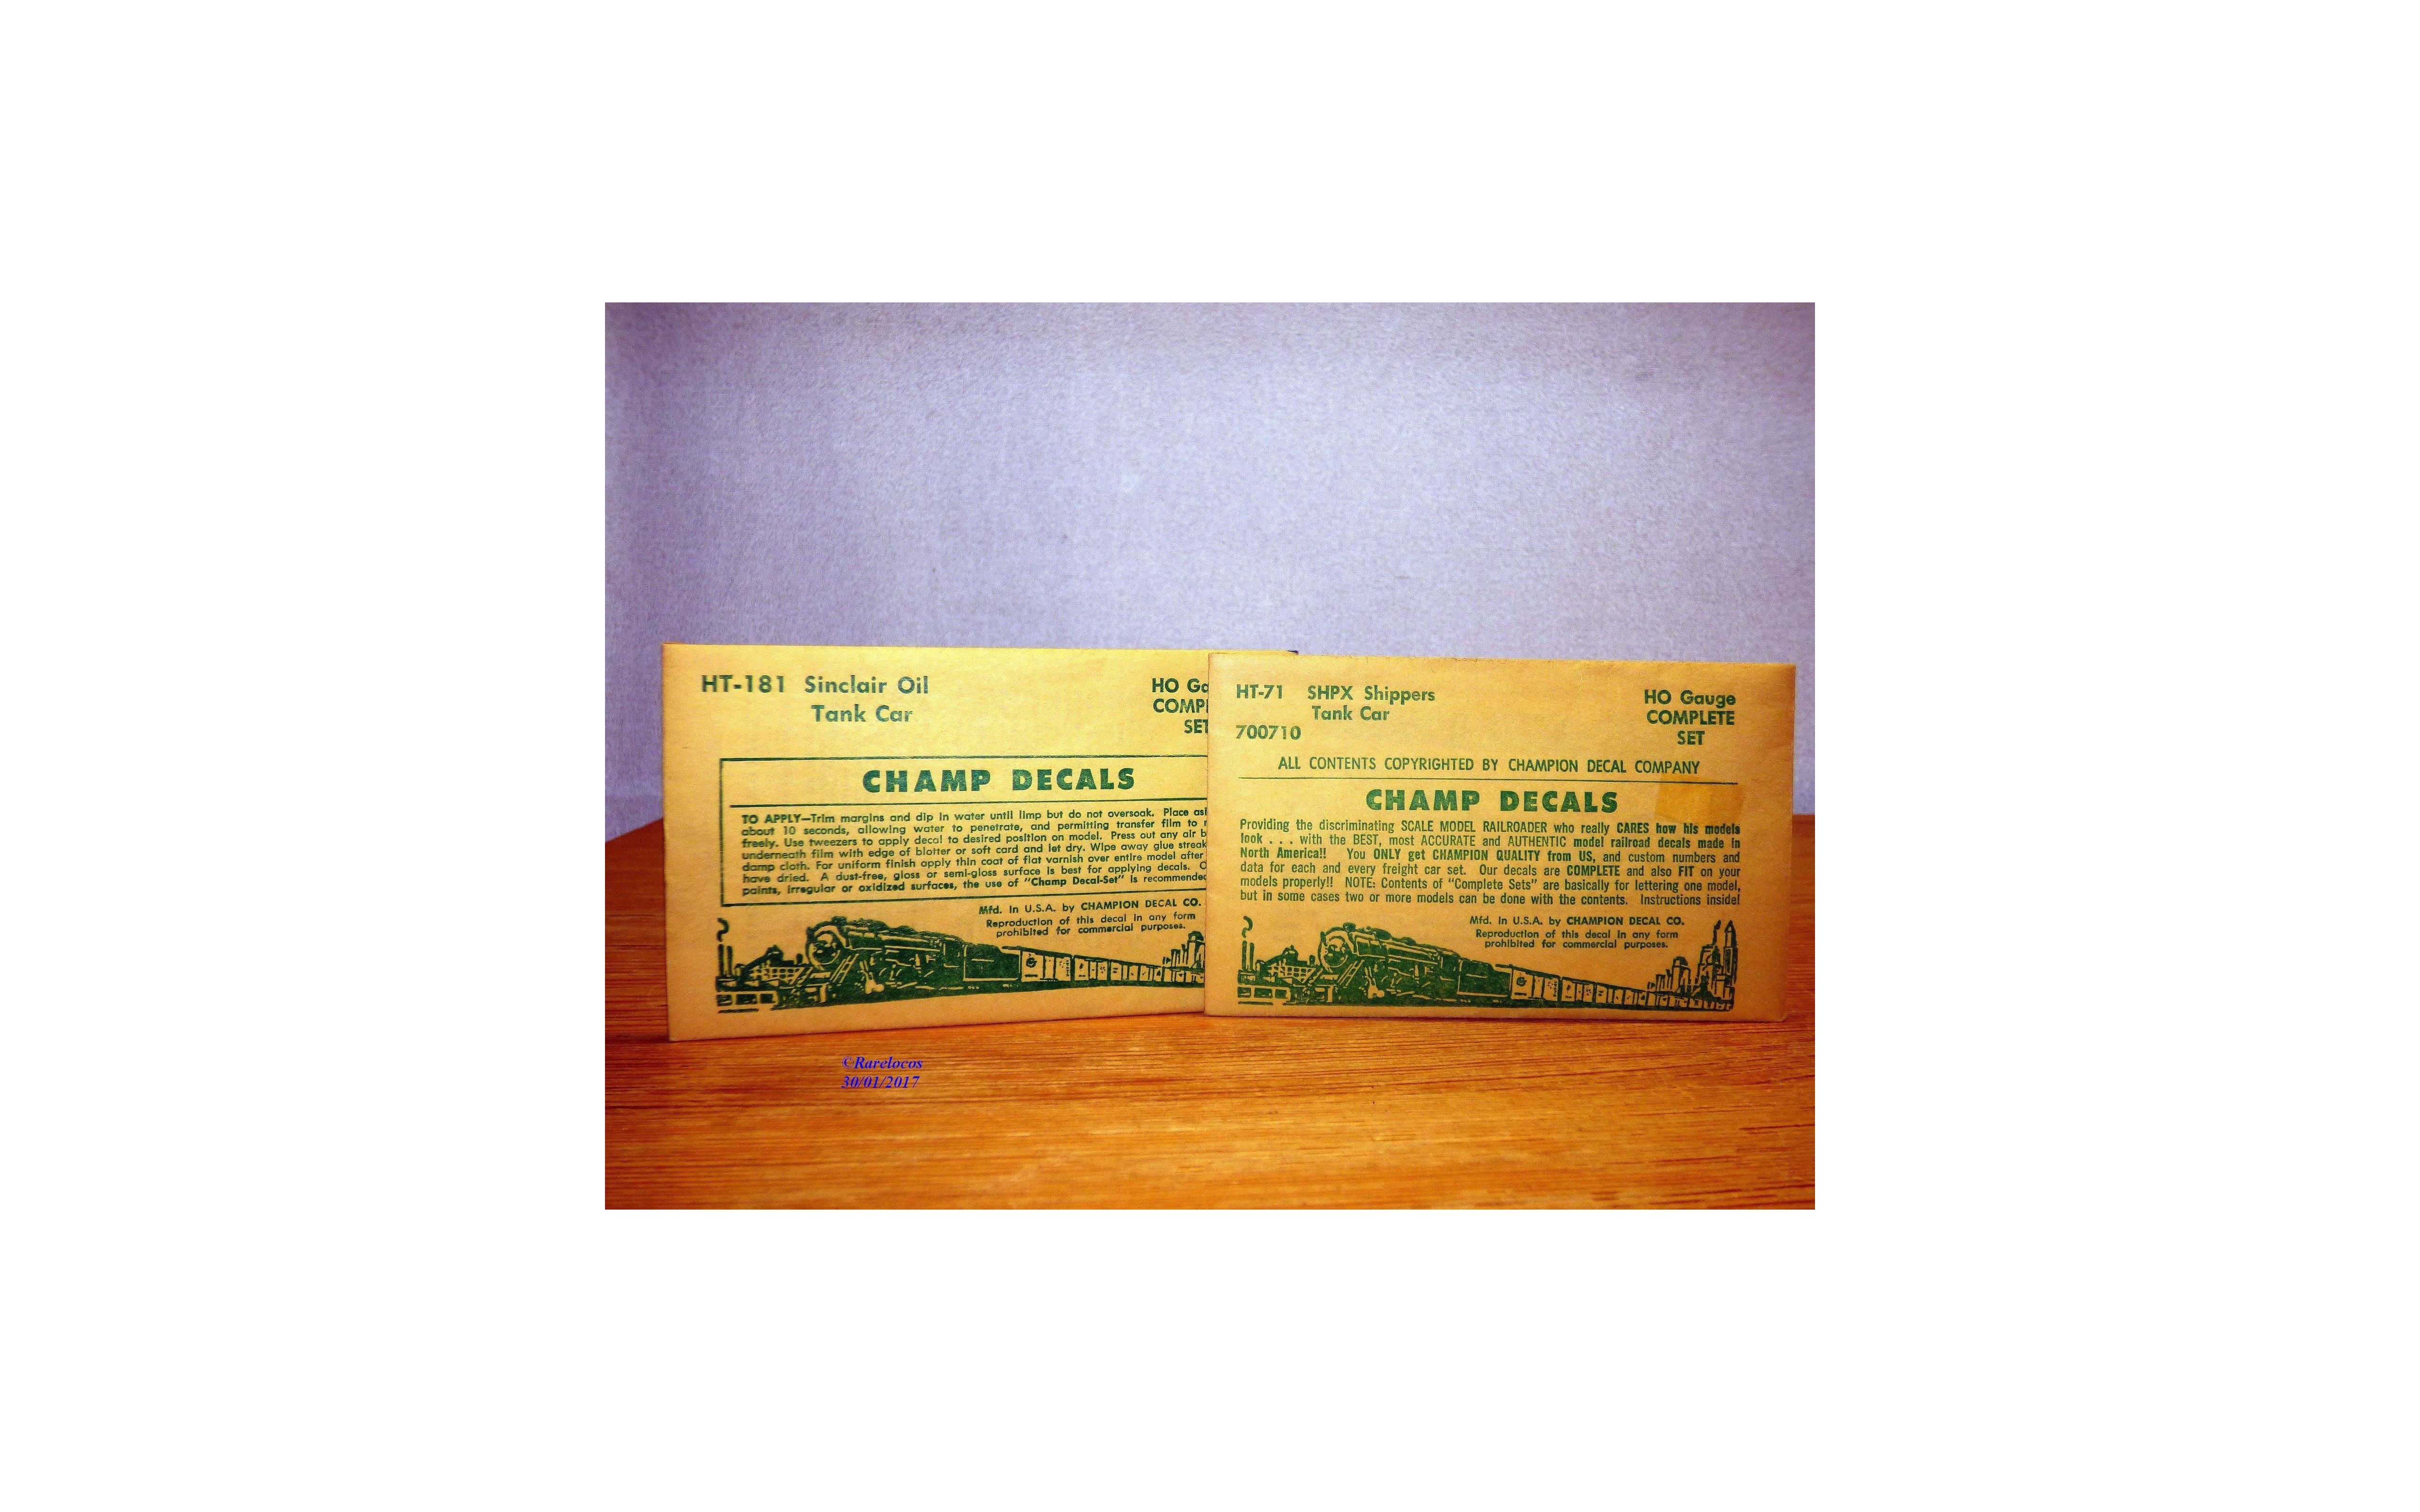 HT-181 Sinclair Oil
Tank Car
HO Ga
COMPL
SET
CHAMP DECALS
TO APPLY—Trim margins and dip in water until limp but do not oversoak. Place asi
about 10 seconds, allowing water to penetrate, and permitting transfer film to
freely. Use tweezers to apply decal to desired position on model. Press out any air b
underneath film with edge of blotter or soft card and let dry. Wipe away glue streak
damp cloth. For uniform finish apply thin coat of flat varnish over entire model after
have dried. A dust-free, gloss or semi-gloss surface is best for applying decals.
paints, irregular or oxidized surfaces, the use of "Champ Decal-Set" is recommended
Mfd. in U.S.A. by CHAMPION DECAL CO.
Reproduction of this decal in any form
prohibited for commercial purposes.
HT-71 SHPX Shippers
Tank Car
700710
HO Gauge
COMPLETE
SET
ALL CONTENTS COPYRIGHTED BY CHAMPION DECAL COMPANY
CHAMP DECALS
Providing the discriminating SCALE MODEL RAILROADER who really CARES how his models
look . . . with the BEST, most ACCURATE and AUTHENTIC model railroad decals made in
North America!! You ONLY get CHAMPION QUALITY from US, and custom numbers and
data for each and every freight car set. Our decals are COMPLETE and also FIT on your
models properly!! NOTE: Contents of "Complete Sets" are basically for lettering one model,
but in some cases two or more models can be done with the contents. Instructions inside!
Mfd. in U.S.A. by CHAMPION DECAL CO.
Reproduction of this decal in any form
prohibited for commercial purposes.
©Rarelocos
30/01/2017